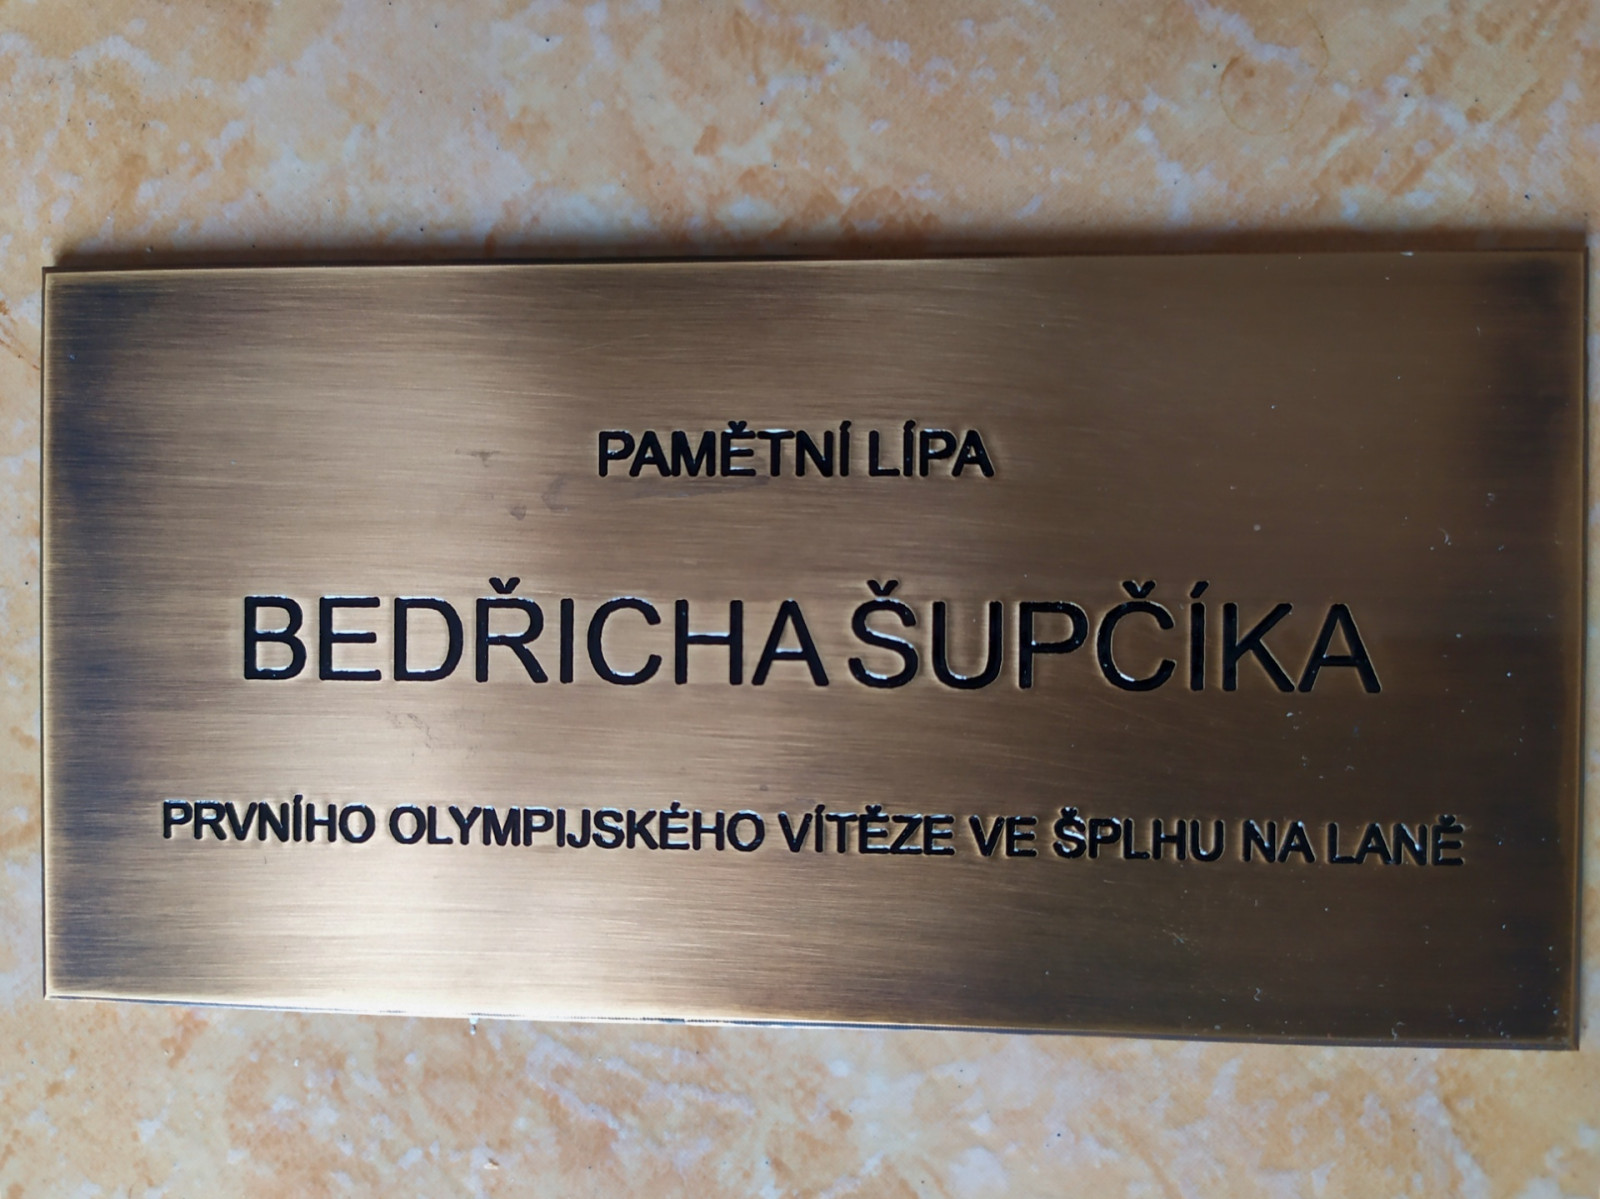 PAMĚTNÍ LÍPA
BEDŘICHA ŠUPČÍKA
PRVNÍHO OLYMPIJSKÉHO VÍTĚZE VE ŠPLHU NA LANĚ